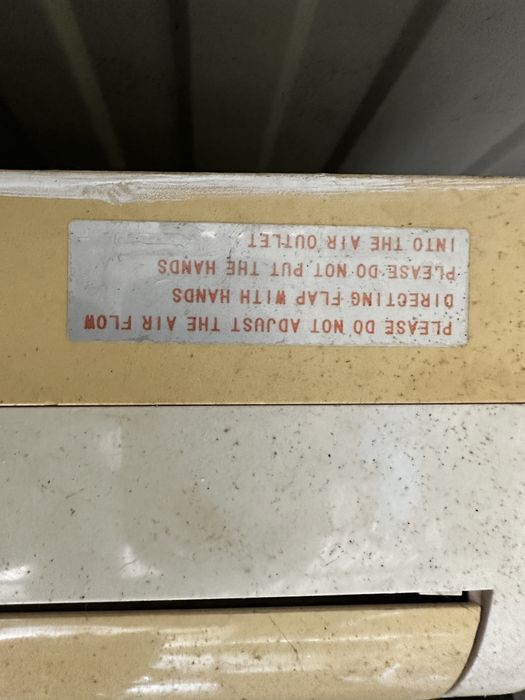 PLEASE DO NOT ADJUST THE AIR FLOW
DIRECTING FLAP WITH HANDS
PLEASE DO NOT PUT THE HANDS
INTO THE AIR OUTLET